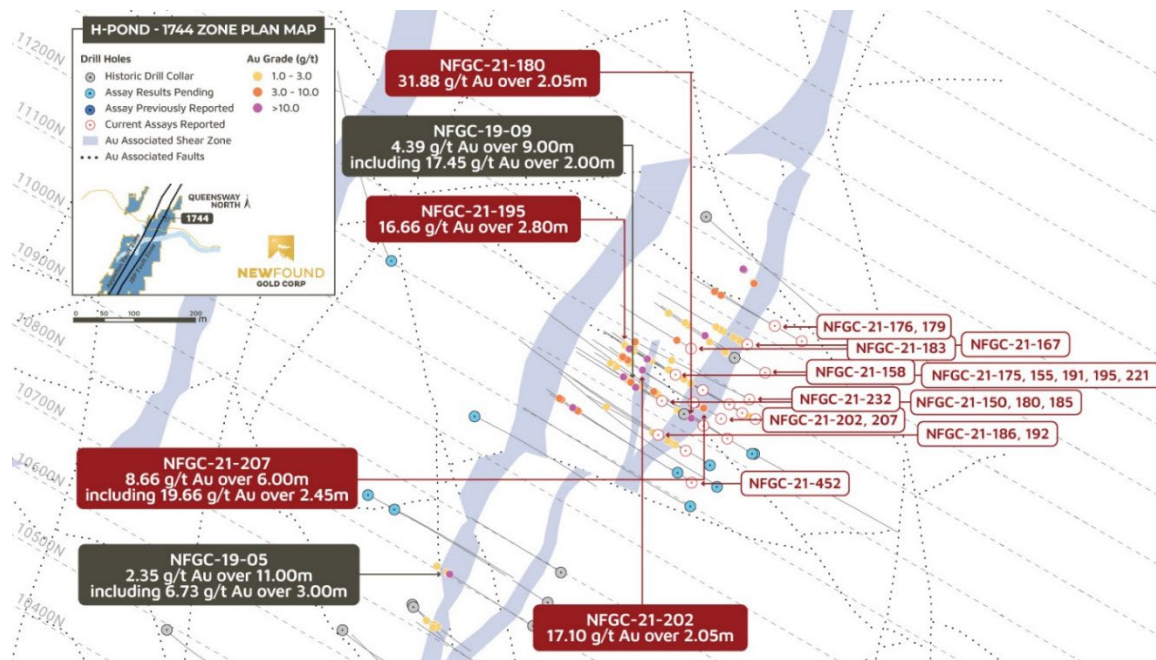 H-POND - 1744 ZONE PLAN MAP
Drill Holes
Historic Drill Collar
Assay Results Pending
Assay Previously Reported
Current Assays Reported
Au Associated Shear Zone
Au Associated Faults
Au Grade (g/t)
1.0 - 3.0
3.0 - 10.0
>10.0
QUEENSWAY
NORTH
1744
NEWFOUND
GOLD CORP
0 50 100 200
m
11200N
11100N
11000N
10900N
10800N
10700N
10600N
10500N
10400N
NFGC-21-180
31.88 g/t Au over 2.05m
NFGC-19-09
4.39 g/t Au over 9.00m
including 17.45 g/t Au over 2.00m
NFGC-21-195
16.66 g/t Au over 2.80m
NFGC-21-176, 179
NFGC-21-183
NFGC-21-167
NFGC-21-158
NFGC-21-175, 155, 191, 195, 221
NFGC-21-232
NFGC-21-150, 180, 185
NFGC-21-202, 207
NFGC-21-186, 192
NFGC-21-452
NFGC-21-207
8.66 g/t Au over 6.00m
including 19.66 g/t Au over 2.45m
NFGC-19-05
2.35 g/t Au over 11.00m
including 6.73 g/t Au over 3.00m
NFGC-21-202
17.10 g/t Au over 2.05m